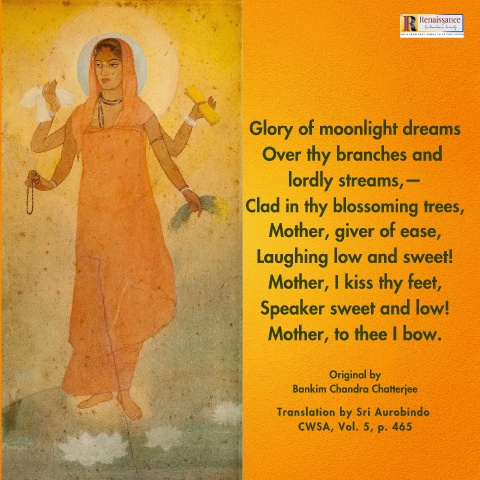 Renaissance
Glory of moonlight dreams
Over thy branches and
lordly streams,—
Clad in thy blossoming trees,
Mother, giver of ease,
Laughing low and sweet!
Mother, I kiss thy feet,
Speaker sweet and low!
Mother, to thee I bow.
Original by
Bankim Chandra Chatterjee
Translation by Sri Aurobindo
CWSA, Vol. 5, p. 465